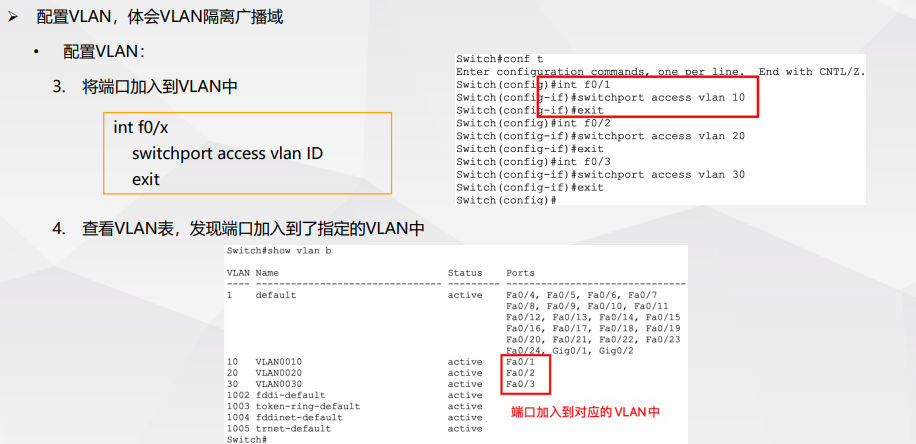 ➢ 配置VLAN，体会VLAN隔离广播域
• 配置VLAN：
3. 将端口加入到VLAN中
int f0/x
switchport access vlan ID
exit
Switch#conf t
Enter configuration commands, one per line.  End with CNTL/Z.
Switch(config)#int f0/1
Switch(config-if)#switchport access vlan 10
Switch(config-if)#exit
Switch(config)#int f0/2
Switch(config-if)#switchport access vlan 20
Switch(config-if)#exit
Switch(config)#int f0/3
Switch(config-if)#switchport access vlan 30
Switch(config-if)#exit
Switch(config)#
4. 查看VLAN表，发现端口加入到了指定的VLAN中
Switch#show vlan b
VLAN Name                             Status    Ports
---- -------------------------------- --------- -------------------------------
1    default                          active    Fa0/4, Fa0/5, Fa0/6, Fa0/7
Fa0/8, Fa0/9, Fa0/10, Fa0/11
Fa0/12, Fa0/13, Fa0/14, Fa0/15
Fa0/16, Fa0/17, Fa0/18, Fa0/19
Fa0/20, Fa0/21, Fa0/22, Fa0/23
Fa0/24, Gig0/1, Gig0/2
10   VLAN0010                         active    Fa0/1
20   VLAN0020                         active    Fa0/2
30   VLAN0030                         active    Fa0/3
1002 fddi-default                     active
1003 token-ring-default               active
1004 fddinet-default                  active
1005 trnet-default                    active
Switch#
端口加入到对应的 VLAN 中